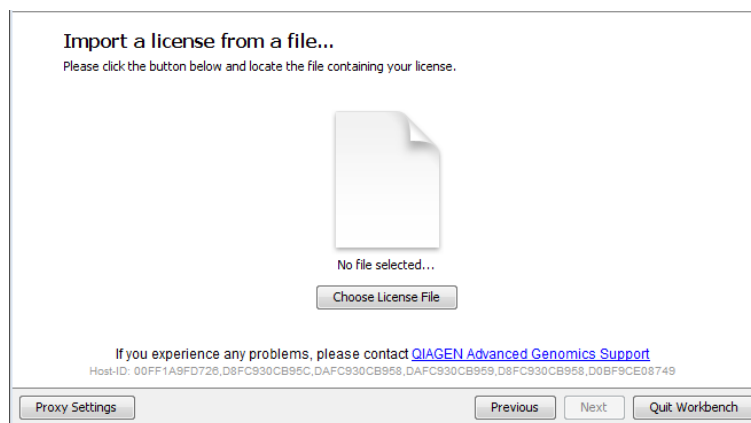 Import a license from a file...
Please click the button below and locate the file containing your license.
No file selected...
Choose License File
If you experience any problems, please contact QIAGEN Advanced Genomics Support
Host-ID: 00FF1A9FD726,D8FC930CB95C,DAFC930CB958,DAFC930CB959,D8FC930CB958,D0BF9CE08749
Proxy Settings
Previous
Next
Quit Workbench